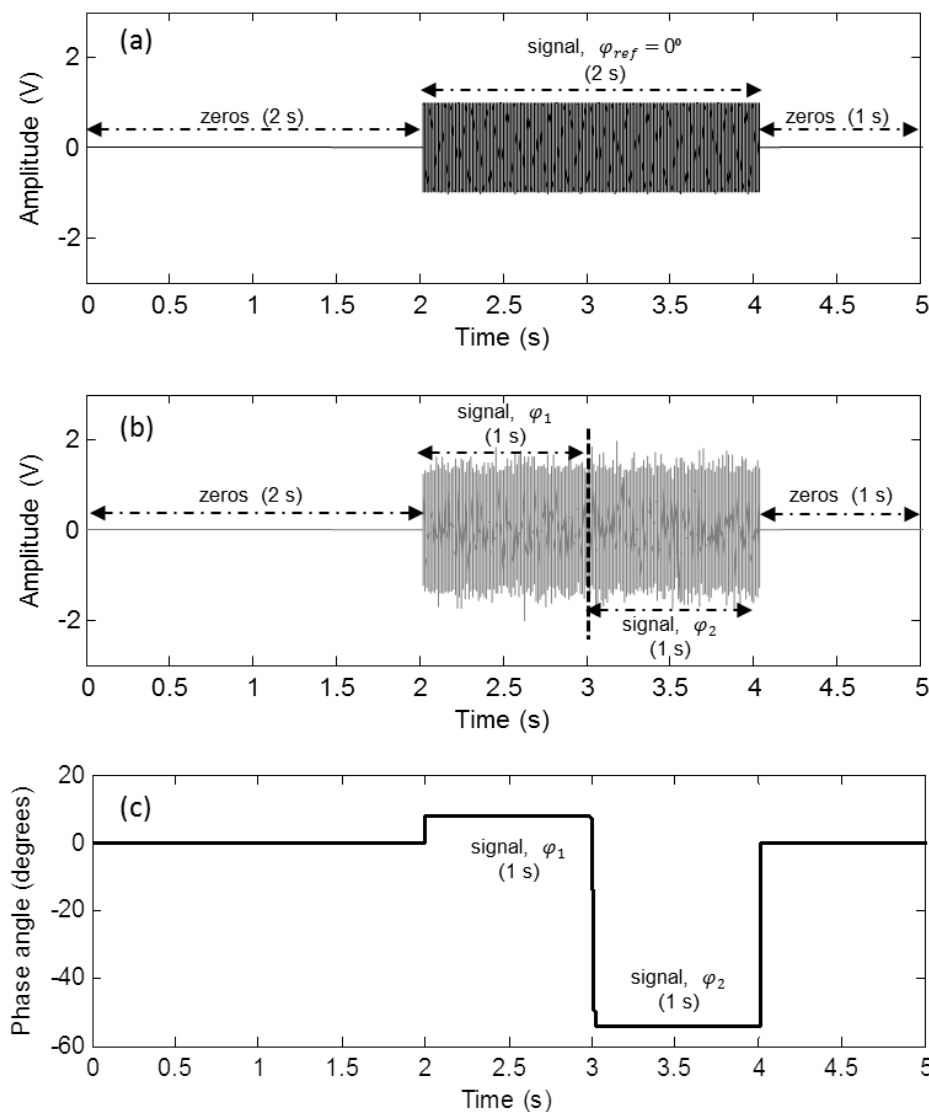 (a)
signal, φref = 0º
(2 s)
zeros (2 s)
zeros (1 s)
Amplitude (V)
2
0
-2
0 0.5 1 1.5 2 2.5 3 3.5 4 4.5 5
Time (s)
(b)
signal, φ1
(1 s)
zeros (2 s)
zeros (1 s)
signal, φ2
(1 s)
Amplitude (V)
2
0
-2
0 0.5 1 1.5 2 2.5 3 3.5 4 4.5 5
Time (s)
(c)
signal, φ1
(1 s)
signal, φ2
(1 s)
Phase angle (degrees)
20
0
-20
-40
-60
0 0.5 1 1.5 2 2.5 3 3.5 4 4.5 5
Time (s)